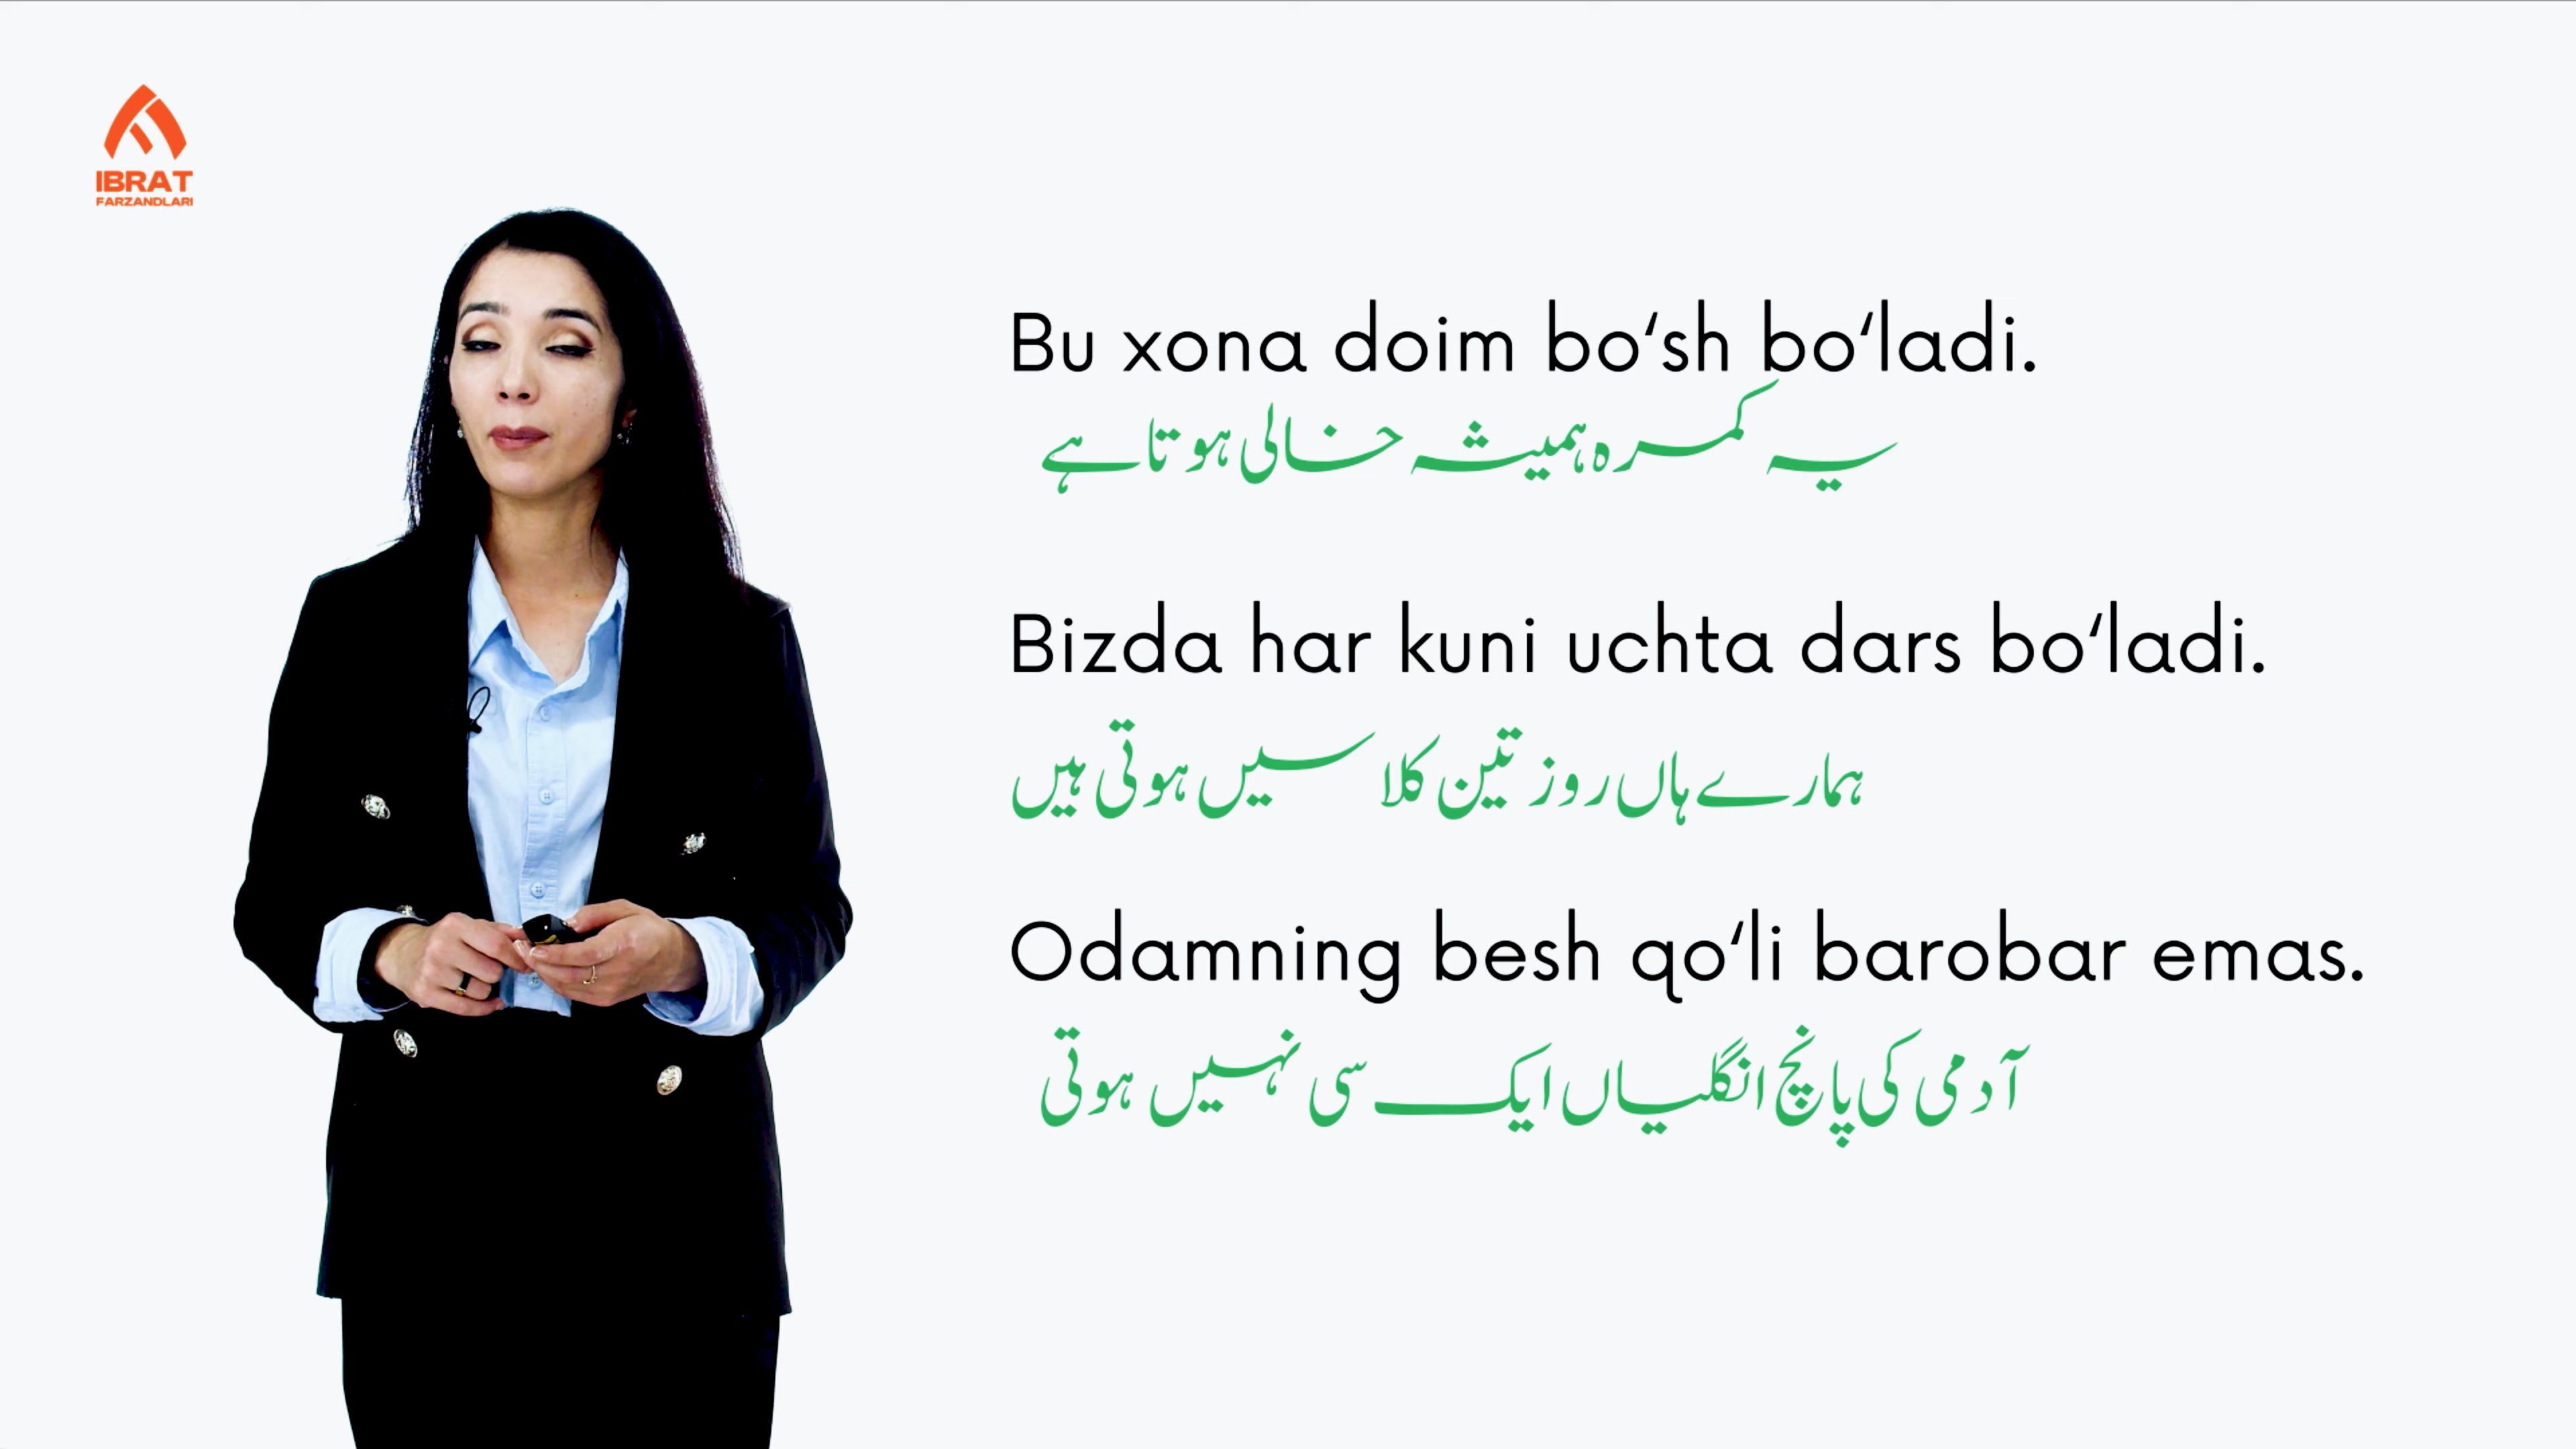 IBRAT
FARZANDLARI
Bu xona doim bo‘sh bo‘ladi.
یہ کمرہ ہمیشہ خالی ہوتا ہے
Bizda har kuni uchta dars bo‘ladi.
ہمارے ہاں روز تین کلاسیں ہوتی ہیں
Odamning besh qo‘li barobar emas.
آدمی کی پانچ انگلیاں ایک سی نہیں ہوتی